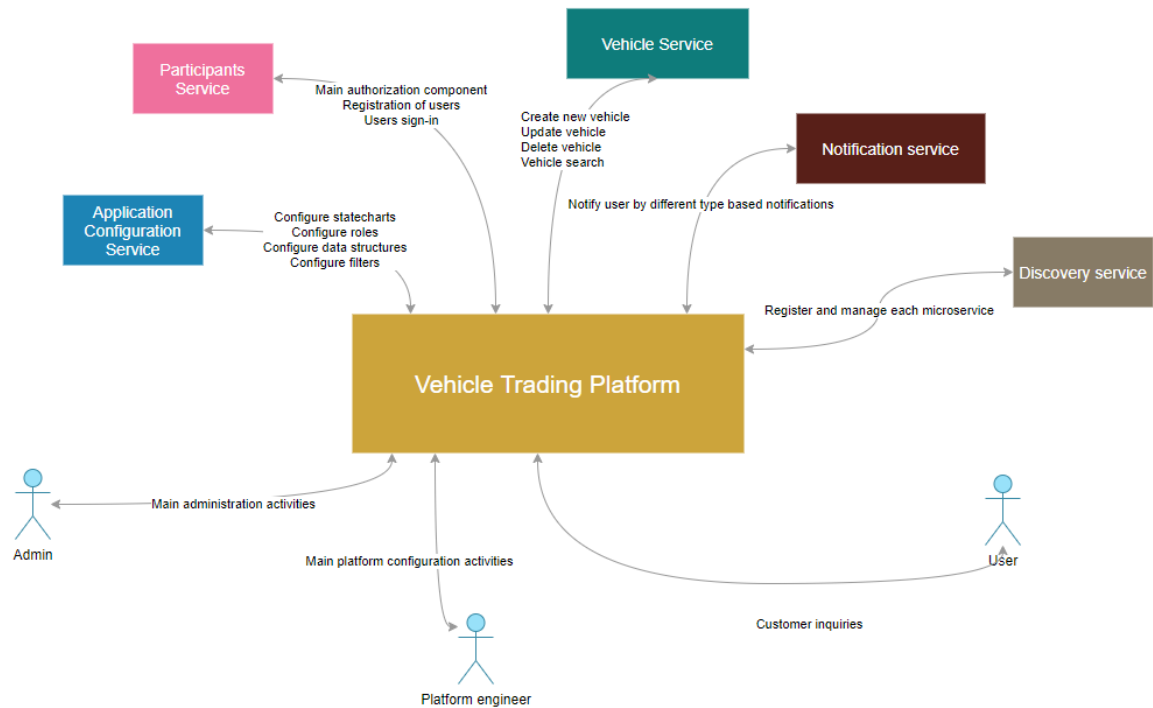 Vehicle Service
Participants
Service
Main authorization component
Registration of users
Users sign-in
Create new vehicle
Update vehicle
Delete vehicle
Vehicle search
Notification service
Notify user by different type based notifications
Application
Configuration
Service
Configure statecharts
Configure roles
Configure data structures
Configure filters
Discovery service
Register and manage each microservice
Vehicle Trading Platform
Main administration activities
Admin
Main platform configuration activities
User
Customer inquiries
Platform engineer